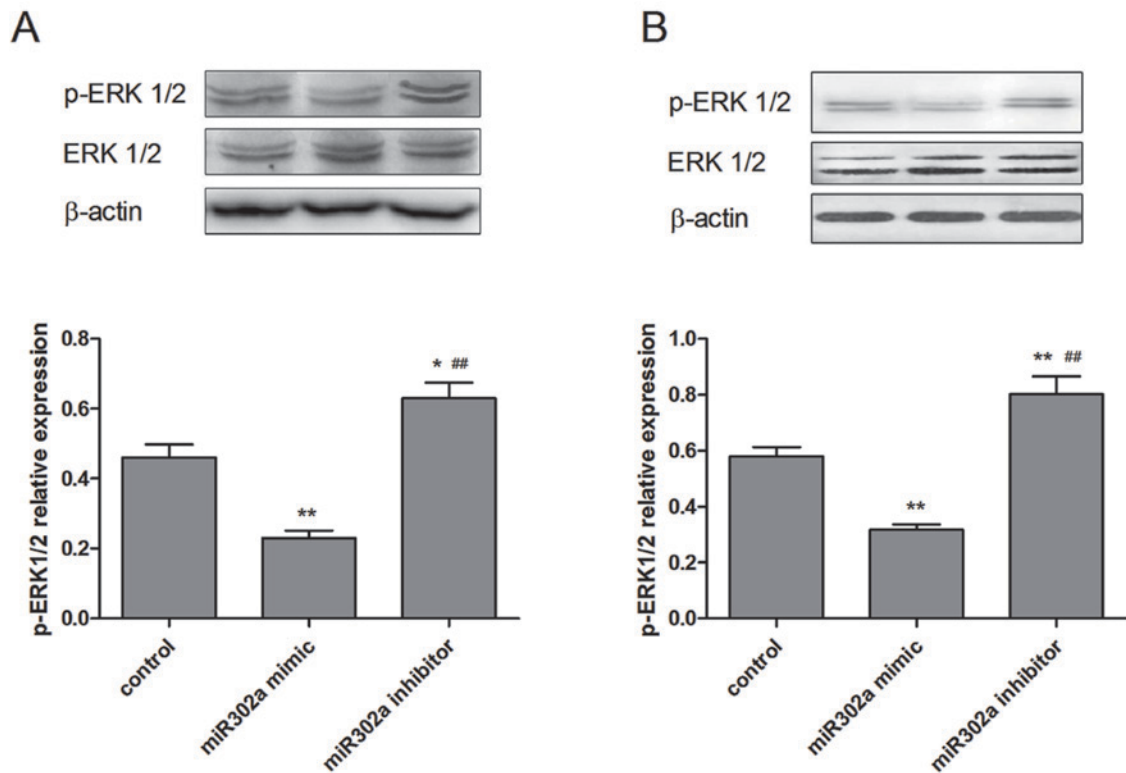 A
p-ERK 1/2
ERK 1/2
β-actin
p-ERK1/2 relative expression
0.8
0.6
0.4
0.2
0.0
**
* ##
control
miR302a mimic
miR302a inhibitor
B
p-ERK 1/2
ERK 1/2
β-actin
p-ERK1/2 relative expression
1.0
0.8
0.6
0.4
0.2
0.0
**
** ##
control
miR302a mimic
miR302a inhibitor